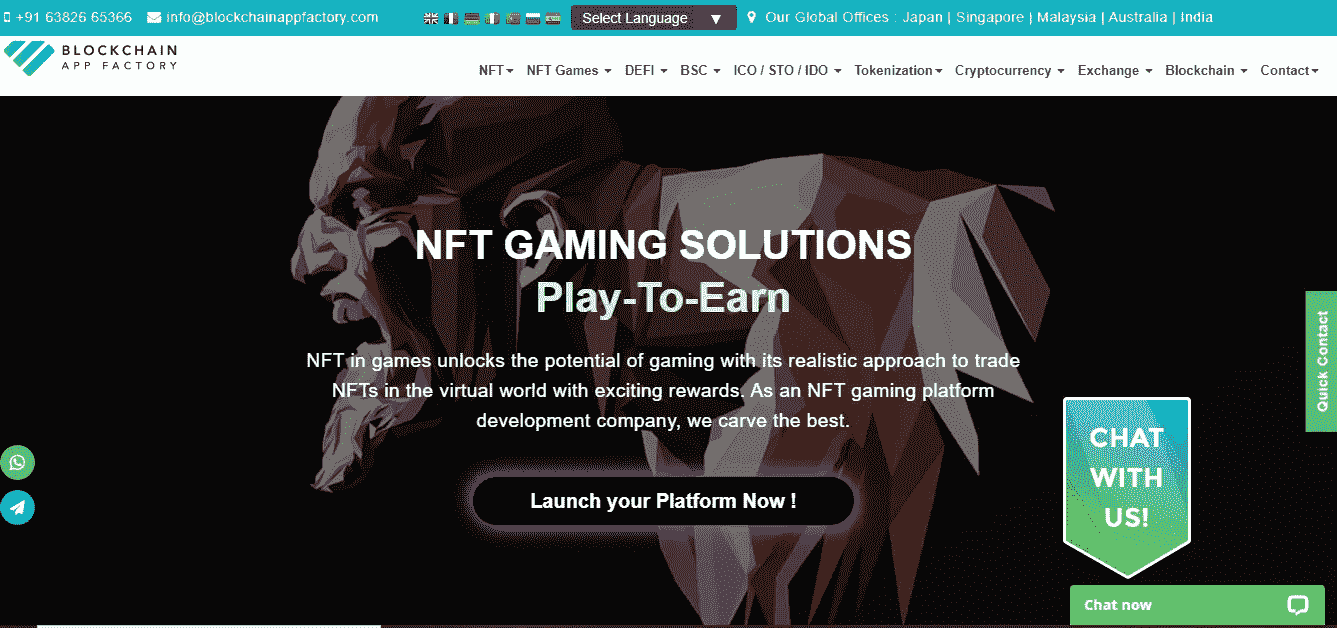 +91 63826 65366 info@blockchainappfactory.com Select Language ▼ Our Global Offices : Japan | Singapore | Malaysia | Australia | India
BLOCKCHAIN
APP FACTORY
NFT NFT Games DEFI BSC ICO / STO / IDO Tokenization Cryptocurrency Exchange Blockchain Contact
NFT GAMING SOLUTIONS
Play-To-Earn
NFT in games unlocks the potential of gaming with its realistic approach to trade
NFTs in the virtual world with exciting rewards. As an NFT gaming platform
development company, we carve the best.
Launch your Platform Now !
Quick Contact
CHAT
WITH
US!
Chat now